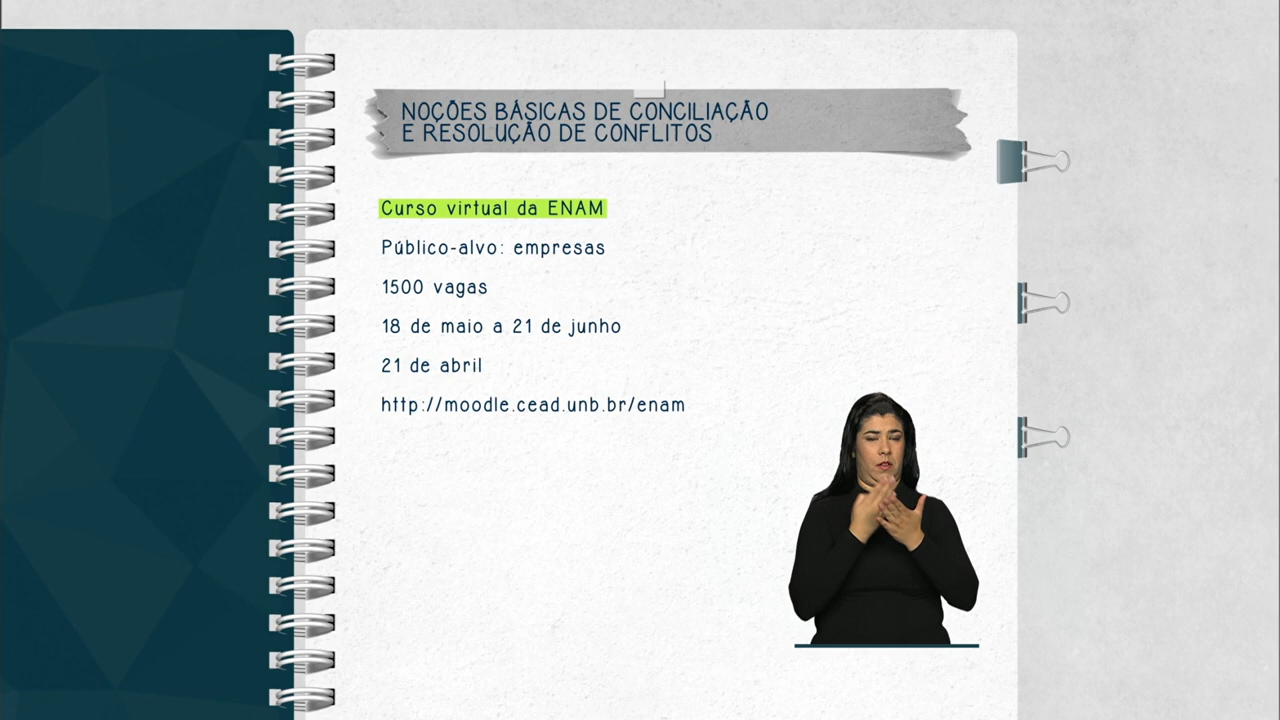 NOÇÕES BÁSICAS DE CONCILIAÇÃO
E RESOLUÇÃO DE CONFLITOS
Curso virtual da ENAM
Público-alvo: empresas
1500 vagas
18 de maio a 21 de junho
21 de abril
http://moodle.cead.unb.br/enam